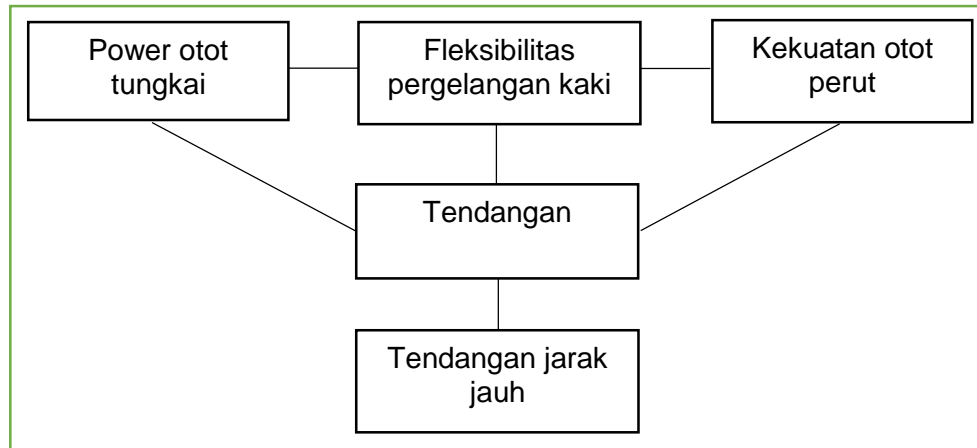 Power otot
tungkai
Fleksibilitas
pergelangan kaki
Kekuatan otot
perut
Tendangan
Tendangan jarak
jauh